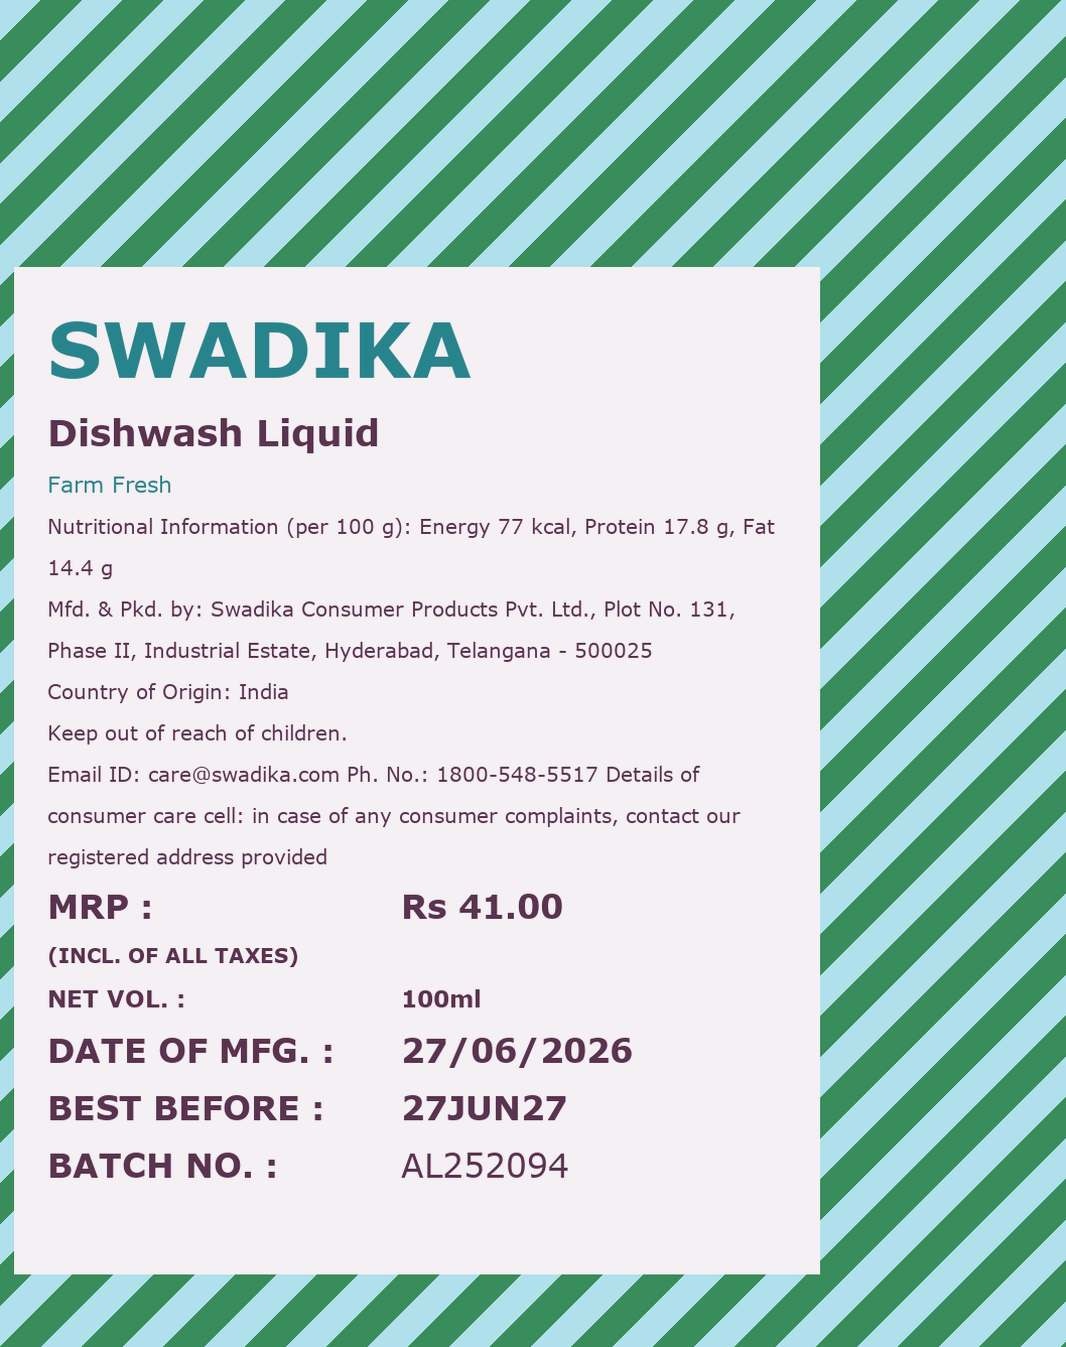 SWADIKA
Dishwash Liquid
Farm Fresh
Nutritional Information (per 100 g): Energy 77 kcal, Protein 17.8 g, Fat
14.4 g
Mfd. & Pkd. by: Swadika Consumer Products Pvt. Ltd., Plot No. 131,
Phase II, Industrial Estate, Hyderabad, Telangana - 500025
Country of Origin: India
Keep out of reach of children.
Email ID: care@swadika.com Ph. No.: 1800-548-5517 Details of
consumer care cell: in case of any consumer complaints, contact our
registered address provided
MRP : Rs 41.00
(INCL. OF ALL TAXES)
NET VOL. : 100ml
DATE OF MFG. : 27/06/2026
BEST BEFORE : 27JUN27
BATCH NO. : AL252094